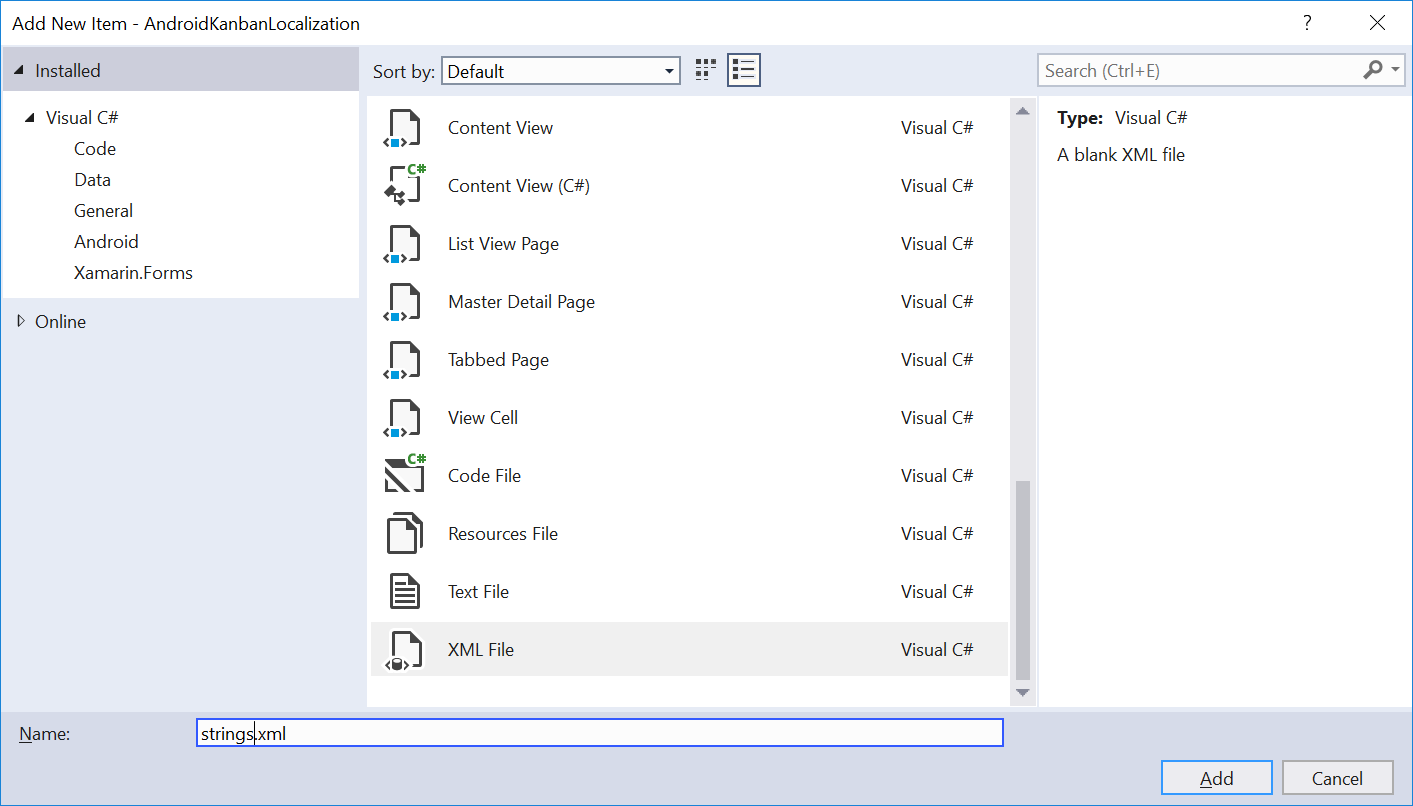 Add New Item - AndroidKanbanLocalization
?
Installed
Sort by: Default
Search (Ctrl+E)
Visual C#
Code
Data
General
Android
Xamarin.Forms
Online
Content View Visual C#
C# Content View (C#) Visual C#
List View Page Visual C#
Master Detail Page Visual C#
Tabbed Page Visual C#
View Cell Visual C#
C# Code File Visual C#
Resources File Visual C#
Text File Visual C#
XML File Visual C#
Type: Visual C#
A blank XML file
Name: strings.xml
Add
Cancel